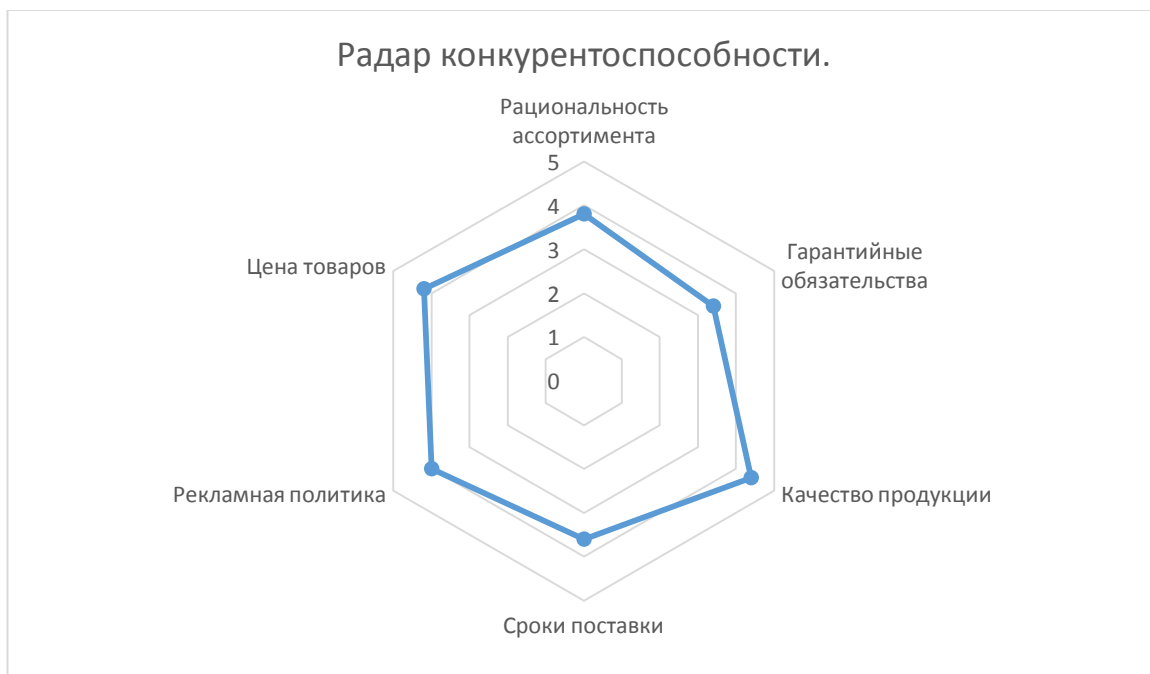 Радар конкурентоспособности.
Рациональность
ассортимента
5
4
3
2
1
0
Гарантийные
обязательства
Цена товаров
Рекламная политика
Качество продукции
Сроки поставки